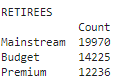 RETIREES
Count
Mainstream 19970
Budget 14225
Premium 12236